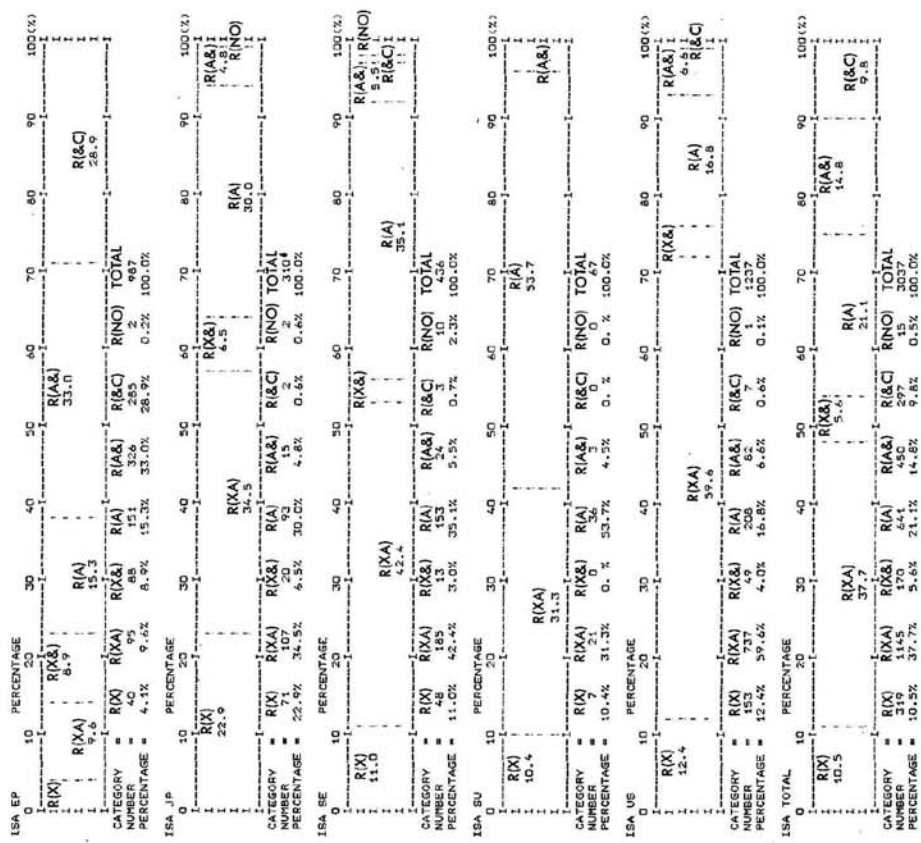 ISA EP PERCENTAGE
0 10 20 30 40 50 60 70 80 90 100(%)
R(X) R(X&) R(A&)
8.9 33.0
R(XA) R(A) R(&C)
9.6 15.3 28.9
CATEGORY = R(X) R(XA) R(X&) R(A) R(A&) R(&C) R(NO) TOTAL
NUMBER = 40 95 88 151 326 285 2 987
PERCENTAGE = 4.1% 9.6% 8.9% 15.3% 33.0% 28.9% 0.2% 100.0%
ISA JP PERCENTAGE
0 10 20 30 40 50 60 70 80 90 100(%)
R(X) R(X&) R(A&)
22.9 6.5 4.8
R(XA) R(A) R(NO)
34.5 30.0
CATEGORY = R(X) R(XA) R(X&) R(A) R(A&) R(&C) R(NO) TOTAL
NUMBER = 71 107 20 93 15 2 2 310*
PERCENTAGE = 22.9% 34.5% 6.5% 30.0% 4.8% 0.6% 0.6% 100.0%
ISA SE PERCENTAGE
0 10 20 30 40 50 60 70 80 90 100(%)
R(X) R(X&) R(A&) R(NO)
11.0 5.5
R(XA) R(A) R(&C)
42.4 35.1
CATEGORY = R(X) R(XA) R(X&) R(A) R(A&) R(&C) R(NO) TOTAL
NUMBER = 48 185 13 153 24 3 10 436
PERCENTAGE = 11.0% 42.4% 3.0% 35.1% 5.5% 0.7% 2.3% 100.0%
ISA SU PERCENTAGE
0 10 20 30 40 50 60 70 80 90 100(%)
R(X) R(A)
10.4 53.7
R(XA) R(A&)
31.3
CATEGORY = R(X) R(XA) R(X&) R(A) R(A&) R(&C) R(NO) TOTAL
NUMBER = 7 21 0 36 3 0 0 67
PERCENTAGE = 10.4% 31.3% 0. % 53.7% 4.5% 0. % 0. % 100.0%
ISA US PERCENTAGE
0 10 20 30 40 50 60 70 80 90 100(%)
R(X) R(X&) R(A&)
12.4 6.6
R(XA) R(A) R(&C)
59.6 16.8
CATEGORY = R(X) R(XA) R(X&) R(A) R(A&) R(&C) R(NO) TOTAL
NUMBER = 153 737 49 208 82 7 1 1237
PERCENTAGE = 12.4% 59.6% 4.0% 16.8% 6.6% 0.6% 0.1% 100.0%
ISA TOTAL PERCENTAGE
0 10 20 30 40 50 60 70 80 90 100(%)
R(X) R(X&) R(A&)
10.5 5.6 14.8
R(XA) R(A) R(&C)
37.7 21.1 9.8
CATEGORY = R(X) R(XA) R(X&) R(A) R(A&) R(&C) R(NO) TOTAL
NUMBER = 319 1145 170 641 450 297 15 3037
PERCENTAGE = 10.5% 37.7% 5.6% 21.1% 14.8% 9.8% 0.5% 100.0%